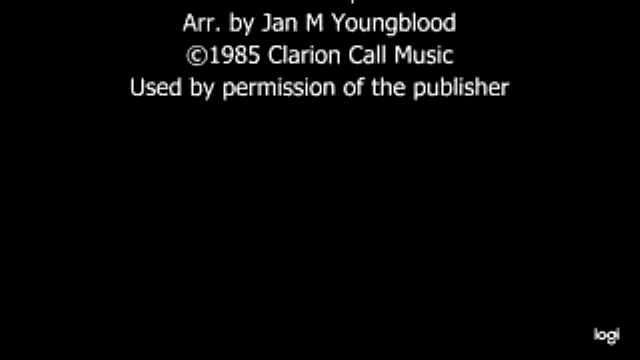 Arr. by Jan M Youngblood
©1985 Clarion Call Music
Used by permission of the publisher
logi